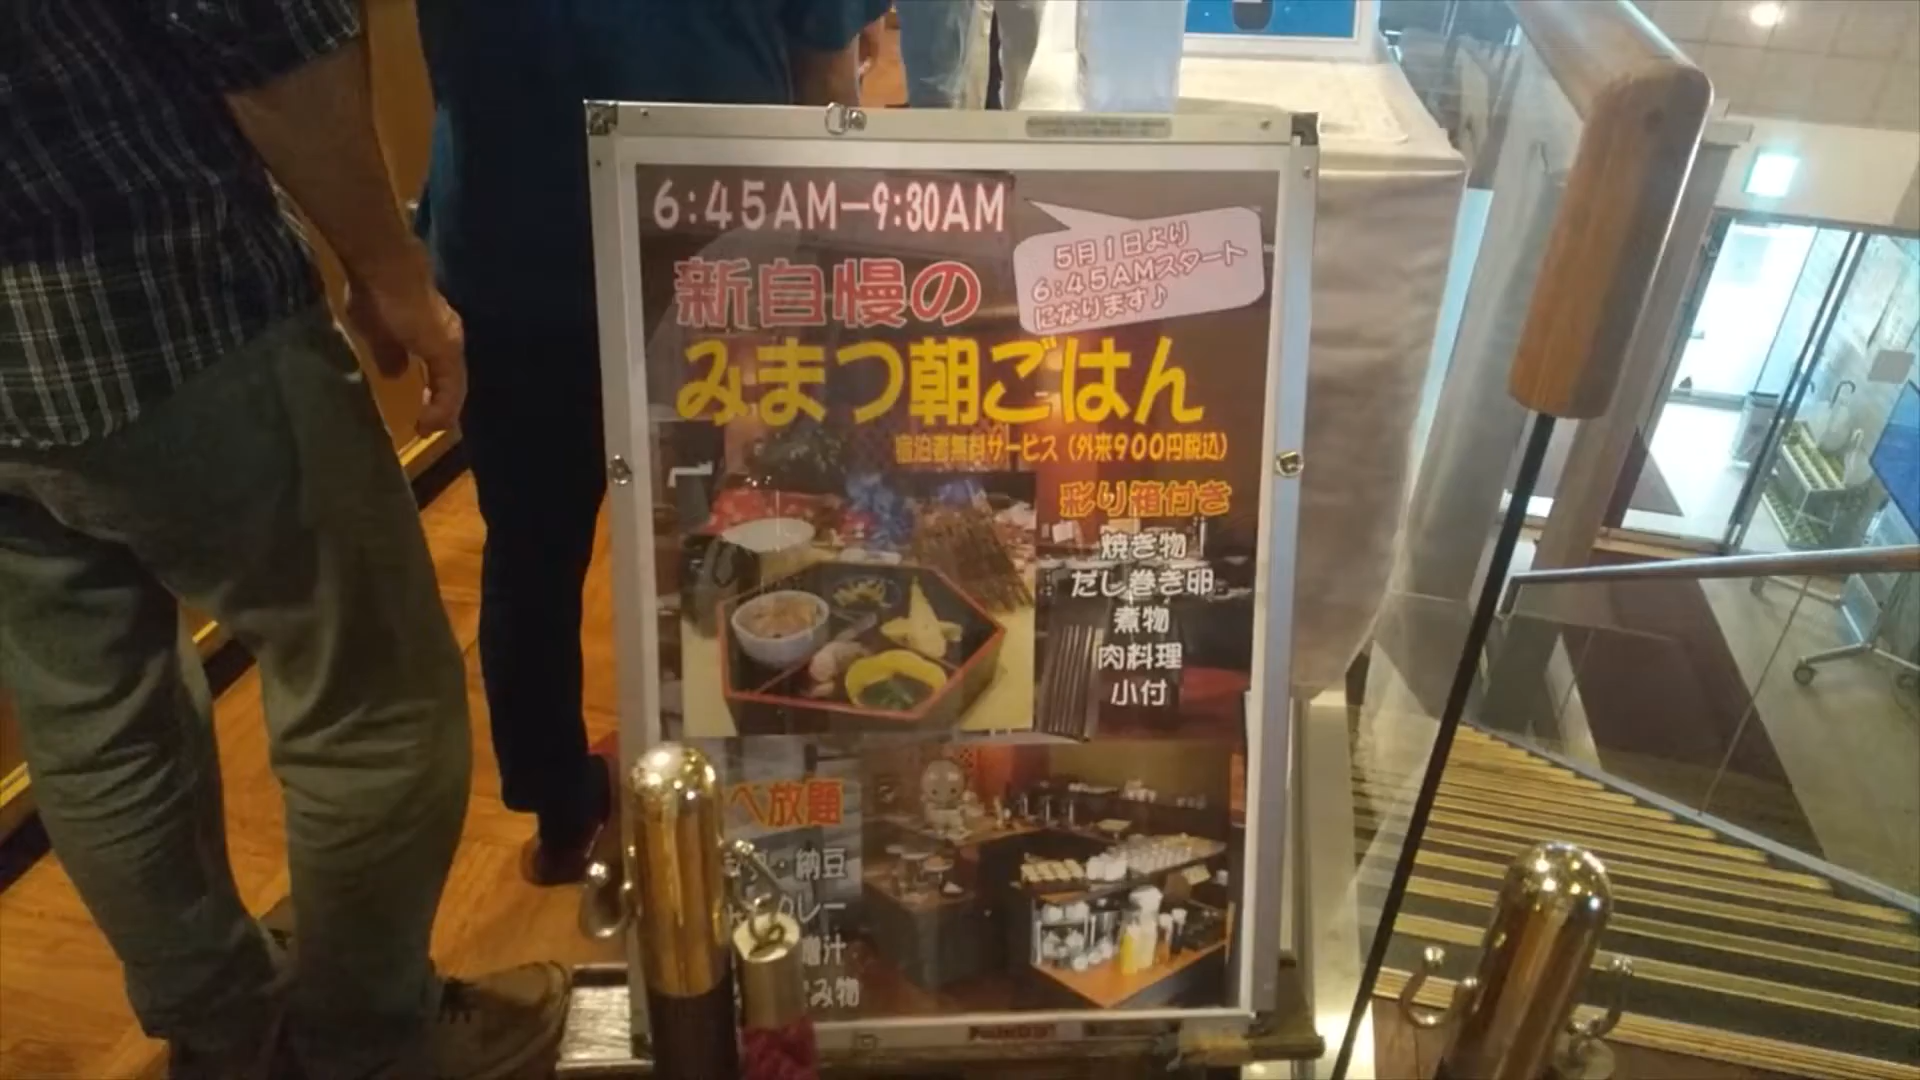 6:45AM－9:30AM
5月1日より
6:45AMスタート
になります♪
新自慢の
みまつ朝ごはん
宿泊者無料サービス（外来900円税込）
彩り箱付き
焼き物
だし巻き卵
煮物
肉料理
小付
べ放題
・納豆
カレー
噌汁
み物